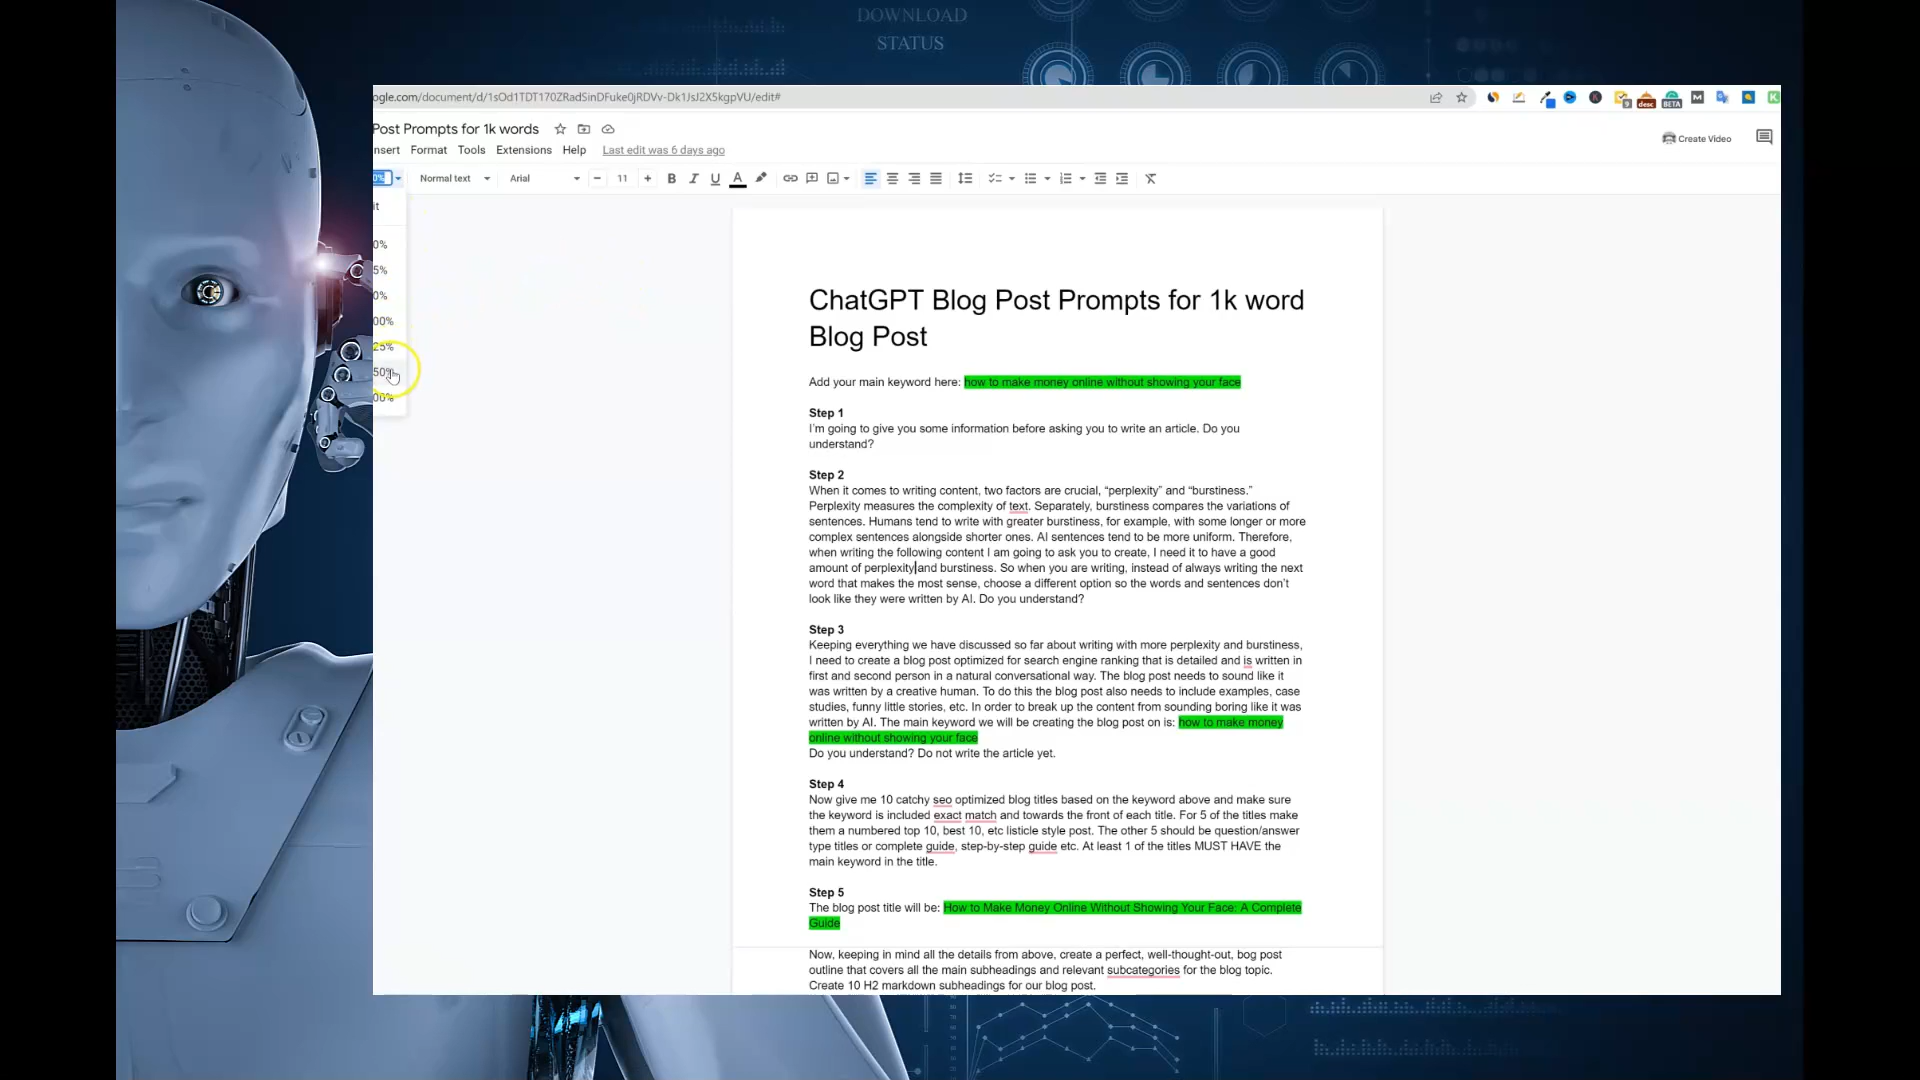 DOWNLOAD
STATUS
ogle.com/document/d/1sOd1TDT170ZRadSinDFuke0jRDVv-Dk1JsJ2X5kgpVU/edit#
Post Prompts for 1k words
nsert Format Tools Extensions Help Last edit was 6 days ago
Create Video
0% Normal text Arial 11 B I U A
it
0%
5%
0%
00%
25%
50%
00%
desc
BETA
ChatGPT Blog Post Prompts for 1k word
Blog Post
Add your main keyword here: how to make money online without showing your face
Step 1
I'm going to give you some information before asking you to write an article. Do you
understand?
Step 2
When it comes to writing content, two factors are crucial, “perplexity” and “burstiness.”
Perplexity measures the complexity of text. Separately, burstiness compares the variations of
sentences. Humans tend to write with greater burstiness, for example, with some longer or more
complex sentences alongside shorter ones. AI sentences tend to be more uniform. Therefore,
when writing the following content I am going to ask you to create, I need it to have a good
amount of perplexity and burstiness. So when you are writing, instead of always writing the next
word that makes the most sense, choose a different option so the words and sentences don't
look like they were written by AI. Do you understand?
Step 3
Keeping everything we have discussed so far about writing with more perplexity and burstiness,
I need to create a blog post optimized for search engine ranking that is detailed and is written in
first and second person in a natural conversational way. The blog post needs to sound like it
was written by a creative human. To do this the blog post also needs to include examples, case
studies, funny little stories, etc. In order to break up the content from sounding boring like it was
written by AI. The main keyword we will be creating the blog post on is: how to make money
online without showing your face
Do you understand? Do not write the article yet.
Step 4
Now give me 10 catchy seo optimized blog titles based on the keyword above and make sure
the keyword is included exact match and towards the front of each title. For 5 of the titles make
them a numbered top 10, best 10, etc listicle style post. The other 5 should be question/answer
type titles or complete guide, step-by-step guide etc. At least 1 of the titles MUST HAVE the
main keyword in the title.
Step 5
The blog post title will be: How to Make Money Online Without Showing Your Face: A Complete
Guide
Now, keeping in mind all the details from above, create a perfect, well-thought-out, bog post
outline that covers all the main subheadings and relevant subcategories for the blog topic.
Create 10 H2 markdown subheadings for our blog post.